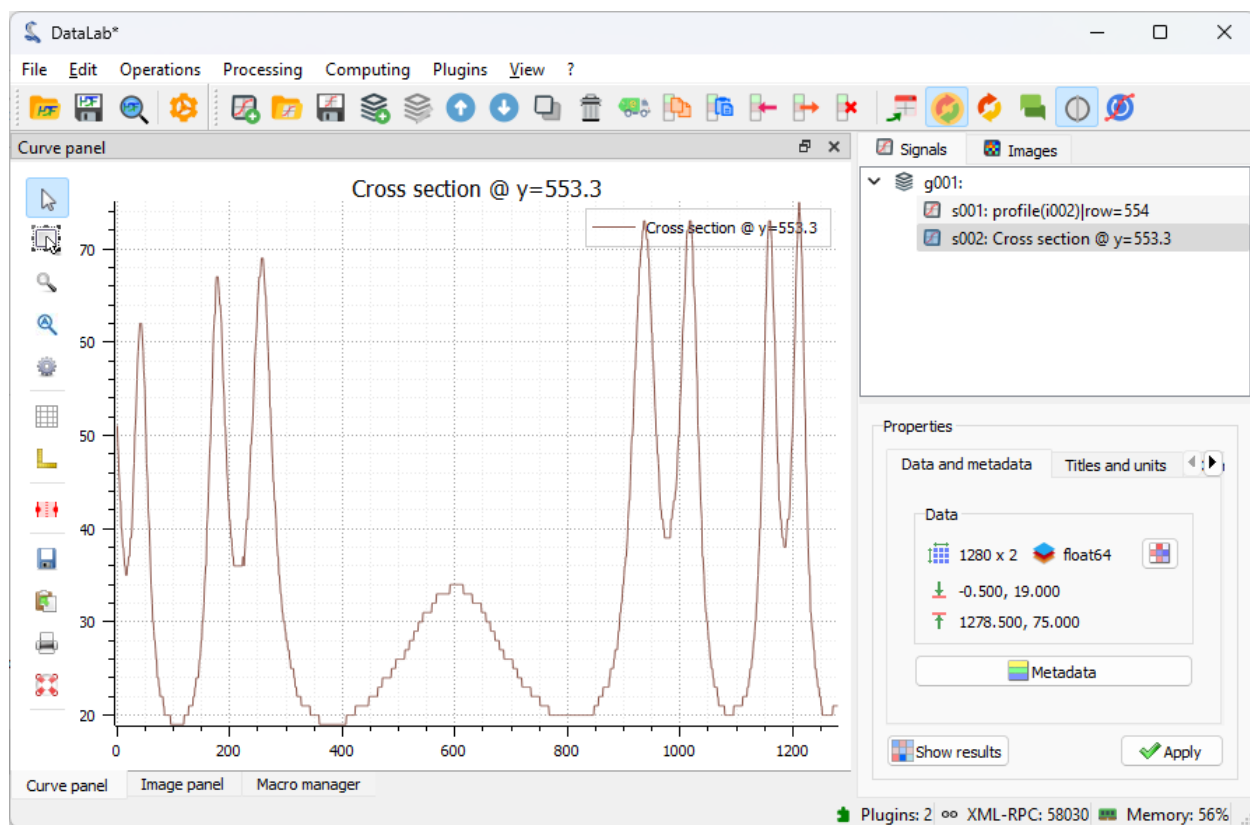 DataLab*
File Edit Operations Processing Computing Plugins View ?
Curve panel
Cross section @ y=553.3
Cross section @ y=553.3
70
60
50
40
30
20
0 200 400 600 800 1000 1200
Curve panel Image panel Macro manager
Signals Images
g001:
s001: profile(i002)|row=554
s002: Cross section @ y=553.3
Properties
Data and metadata Titles and units
Data
1280 x 2 float64
-0.500, 19.000
1278.500, 75.000
Metadata
Show results Apply
Plugins: 2 XML-RPC: 58030 Memory: 56%